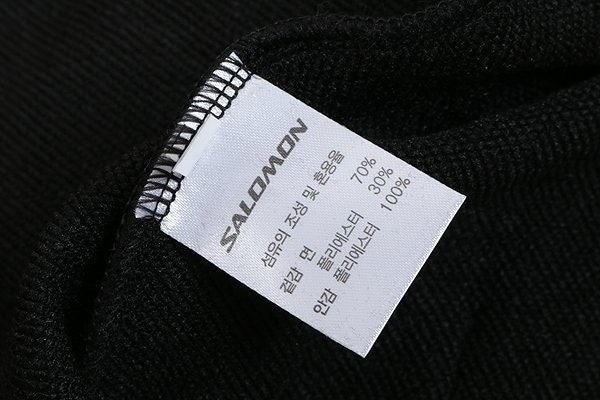 SALOMON
섬유의 조성 및 혼용율
겉감 면 70%
폴리에스터 30%
안감 폴리에스터 100%